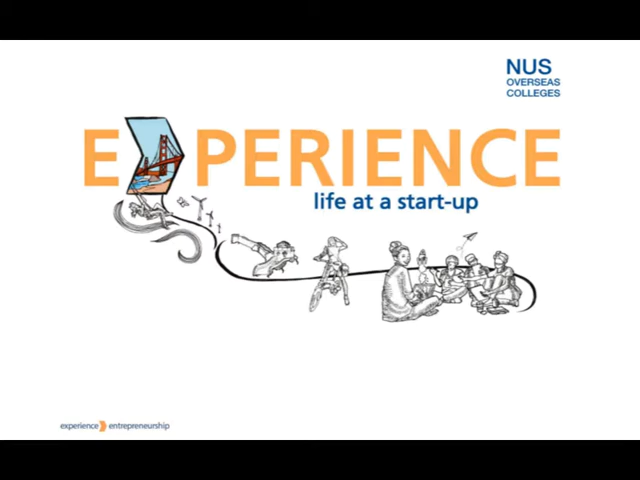 NUS
OVERSEAS
COLLEGES
EXPERIENCE
life at a start-up
experience entrepreneurship